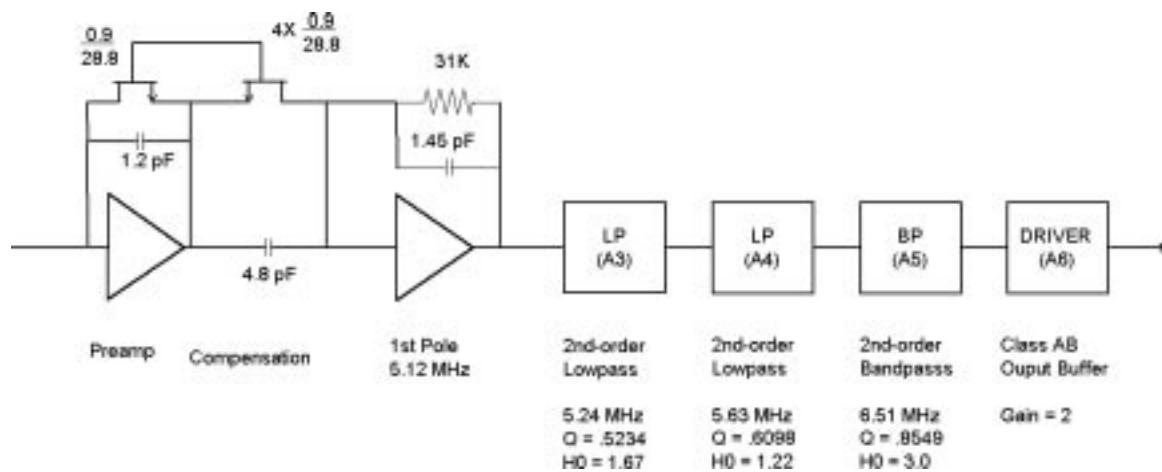 0.9
28.8
4X 0.9
28.8
31K
1.2 pF
1.45 pF
4.8 pF
LP
(A3)
LP
(A4)
BP
(A5)
DRIVER
(A6)
Preamp
Compensation
1st Pole
5.12 MHz
2nd-order
Lowpass
5.24 MHz
Q = .5234
H0 = 1.67
2nd-order
Lowpass
5.63 MHz
Q = .6098
H0 = 1.22
2nd-order
Bandpasss
6.51 MHz
Q = .8549
H0 = 3.0
Class AB
Ouput Buffer
Gain = 2